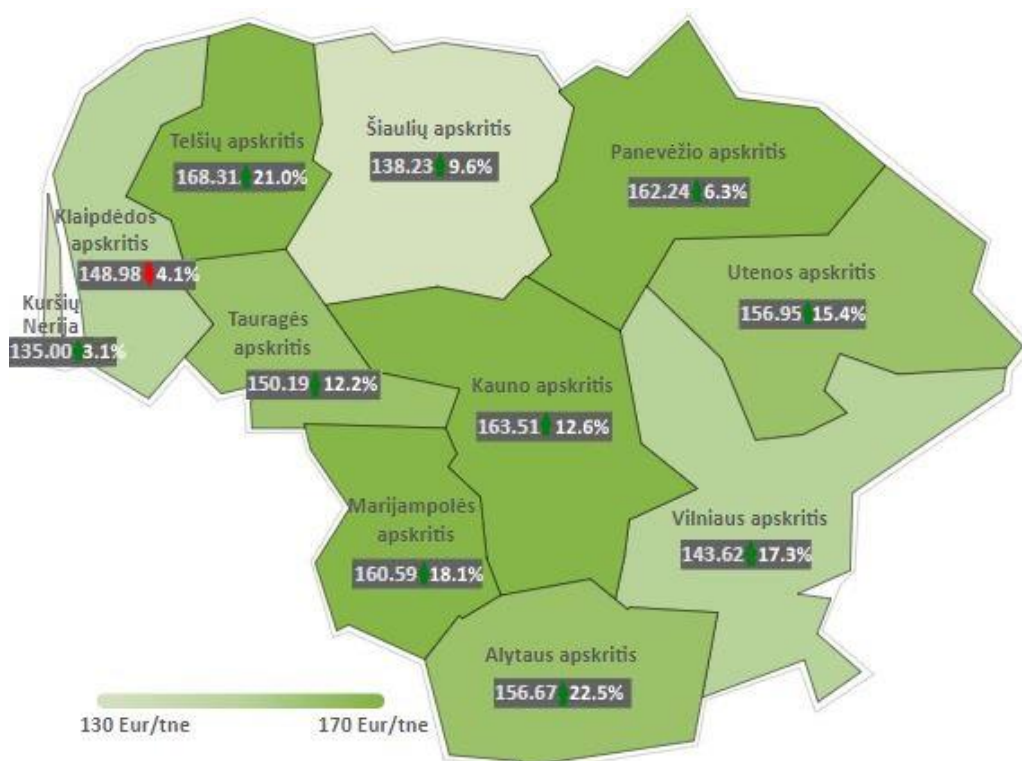 Telšių apskritis
168.31 21.0%
Šiaulių apskritis
138.23 9.6%
Panevėžio apskritis
162.24 6.3%
Klaipdėdos
apskritis
148.98 4.1%
Utenos apskritis
156.95 15.4%
Kuršių
Nerija
135.00 3.1%
Tauragės
apskritis
150.19 12.2%
Kauno apskritis
163.51 12.6%
Marijampolės
apskritis
160.59 18.1%
Vilniaus apskritis
143.62 17.3%
Alytaus apskritis
156.67 22.5%
130 Eur/tne
170 Eur/tne